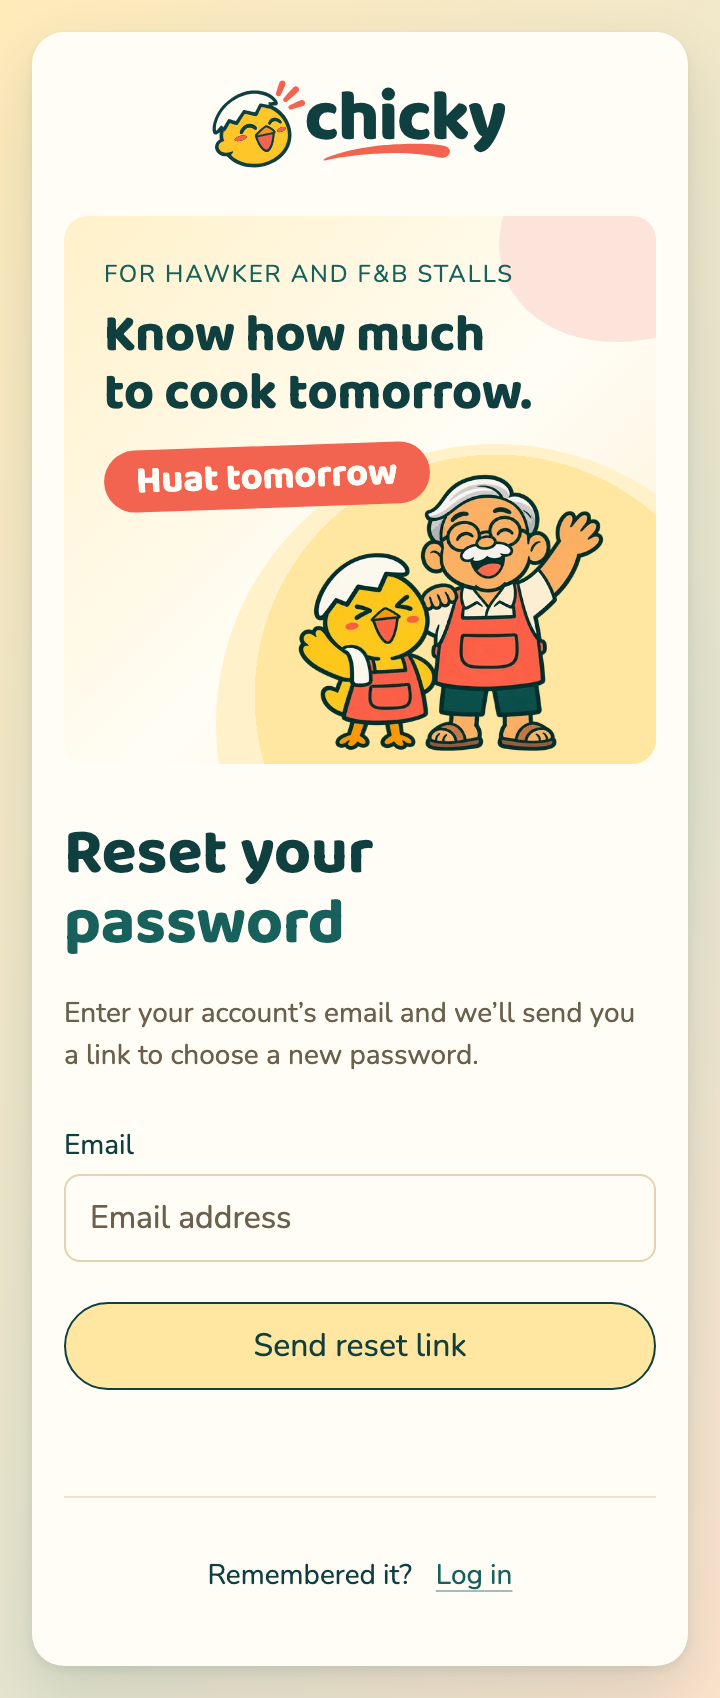 chicky
FOR HAWKER AND F&B STALLS
Know how much
to cook tomorrow.
Huat tomorrow
Reset your
password
Enter your account’s email and we’ll send you
a link to choose a new password.
Email
Email address
Send reset link
Remembered it? Log in